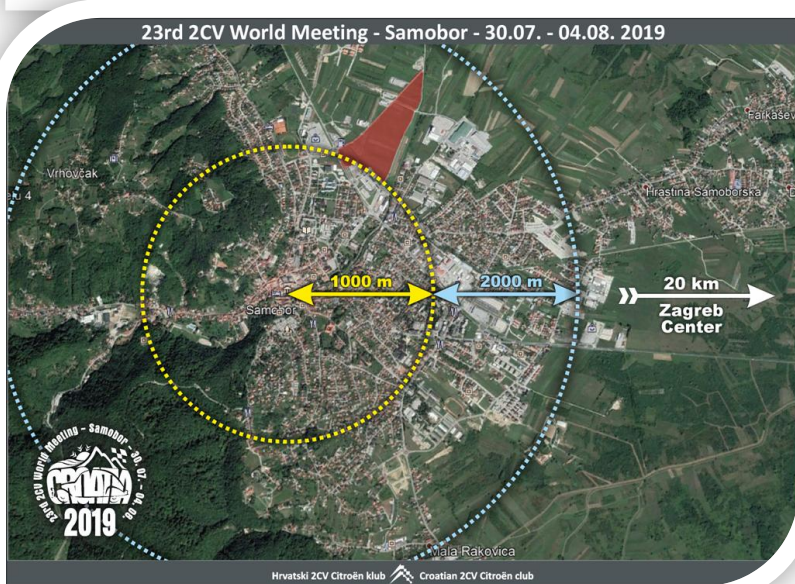 23rd 2CV World Meeting - Samobor - 30.07. - 04.08. 2019
Farkašev
Vrhovčak
u 4
Hrastina Samoborska
1000 m
2000 m
20 km
Zagreb
Center
Samobor
23rd 2CV World Meeting - Samobor - 30. 07. - 04. 08.
2019
Mala Rakovica
Hrvatski 2CV Citroën klub Croatian 2CV Citroën club